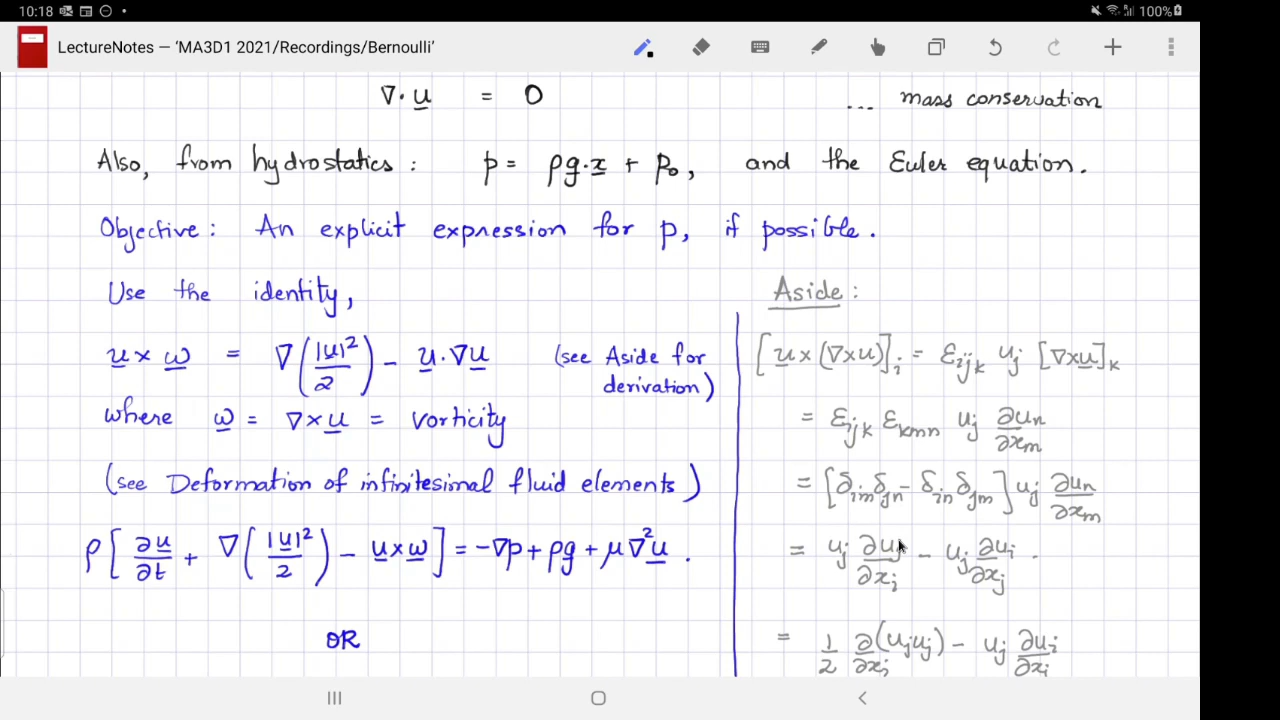 10:18
100%
LectureNotes — ‘MA3D1 2021/Recordings/Bernoulli’
∇·u = 0 ... mass conservation
Also, from hydrostatics : p = ρg·x + p₀, and the Euler equation.
Objective : An explicit expression for p, if possible.
Use the identity,
u × ω = ∇(|u|²/2) − u·∇u (see Aside for derivation)
where ω = ∇×u = vorticity
(see Deformation of infinitesimal fluid elements)
ρ[∂u/∂t + ∇(|u|²/2) − u×ω] = −∇p + ρg + μ∇²u .
OR
Aside :
[u×(∇×u)]ᵢ = εᵢⱼₖ uⱼ [∇×u]ₖ
= εᵢⱼₖ εₖₘₙ uⱼ ∂uₙ/∂xₘ
= [δᵢₘδⱼₙ − δᵢₙδⱼₘ] uⱼ ∂uₙ/∂xₘ
= uⱼ ∂uⱼ/∂xᵢ − uⱼ ∂uᵢ/∂xⱼ .
= 1/2 ∂(uⱼuⱼ)/∂xᵢ − uⱼ ∂uᵢ/∂xⱼ